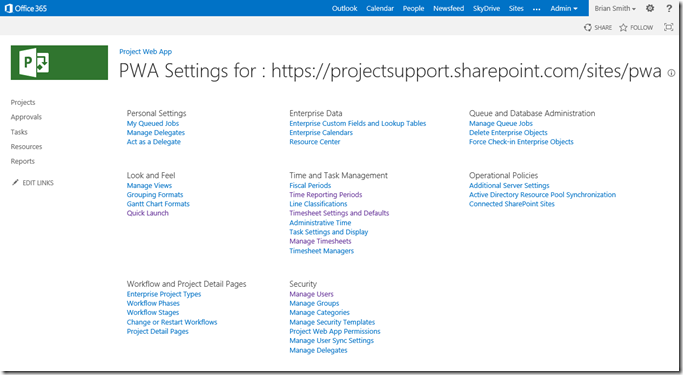 Office 365
Outlook Calendar People Newsfeed SkyDrive Sites ••• Admin Brian Smith ?
SHARE FOLLOW
P
Project Web App
PWA Settings for : https://projectsupport.sharepoint.com/sites/pwa
Projects
Approvals
Tasks
Resources
Reports
EDIT LINKS
Personal Settings
My Queued Jobs
Manage Delegates
Act as a Delegate
Enterprise Data
Enterprise Custom Fields and Lookup Tables
Enterprise Calendars
Resource Center
Queue and Database Administration
Manage Queue Jobs
Delete Enterprise Objects
Force Check-in Enterprise Objects
Look and Feel
Manage Views
Grouping Formats
Gantt Chart Formats
Quick Launch
Time and Task Management
Fiscal Periods
Time Reporting Periods
Line Classifications
Timesheet Settings and Defaults
Administrative Time
Task Settings and Display
Manage Timesheets
Timesheet Managers
Operational Policies
Additional Server Settings
Active Directory Resource Pool Synchronization
Connected SharePoint Sites
Workflow and Project Detail Pages
Enterprise Project Types
Workflow Phases
Workflow Stages
Change or Restart Workflows
Project Detail Pages
Security
Manage Users
Manage Groups
Manage Categories
Manage Security Templates
Project Web App Permissions
Manage User Sync Settings
Manage Delegates